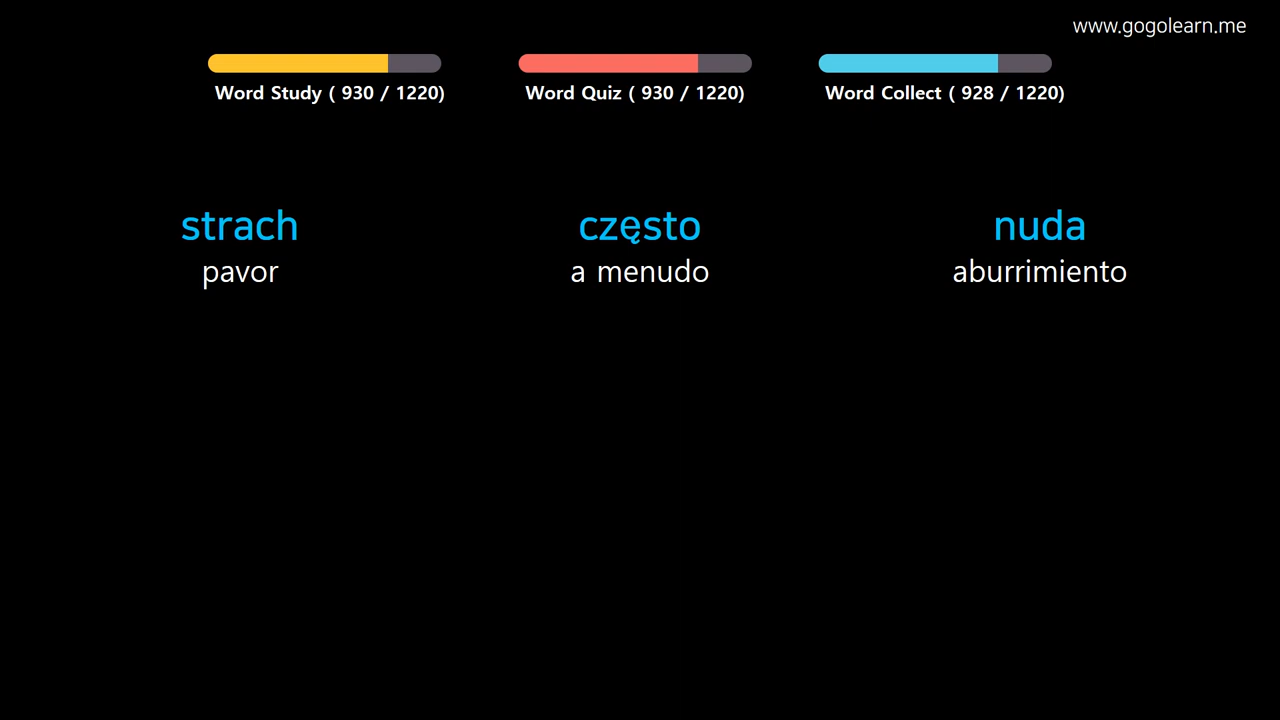 www.gogolearn.me
Word Study ( 930 / 1220)
Word Quiz ( 930 / 1220)
Word Collect ( 928 / 1220)
strach
pavor
często
a menudo
nuda
aburrimiento